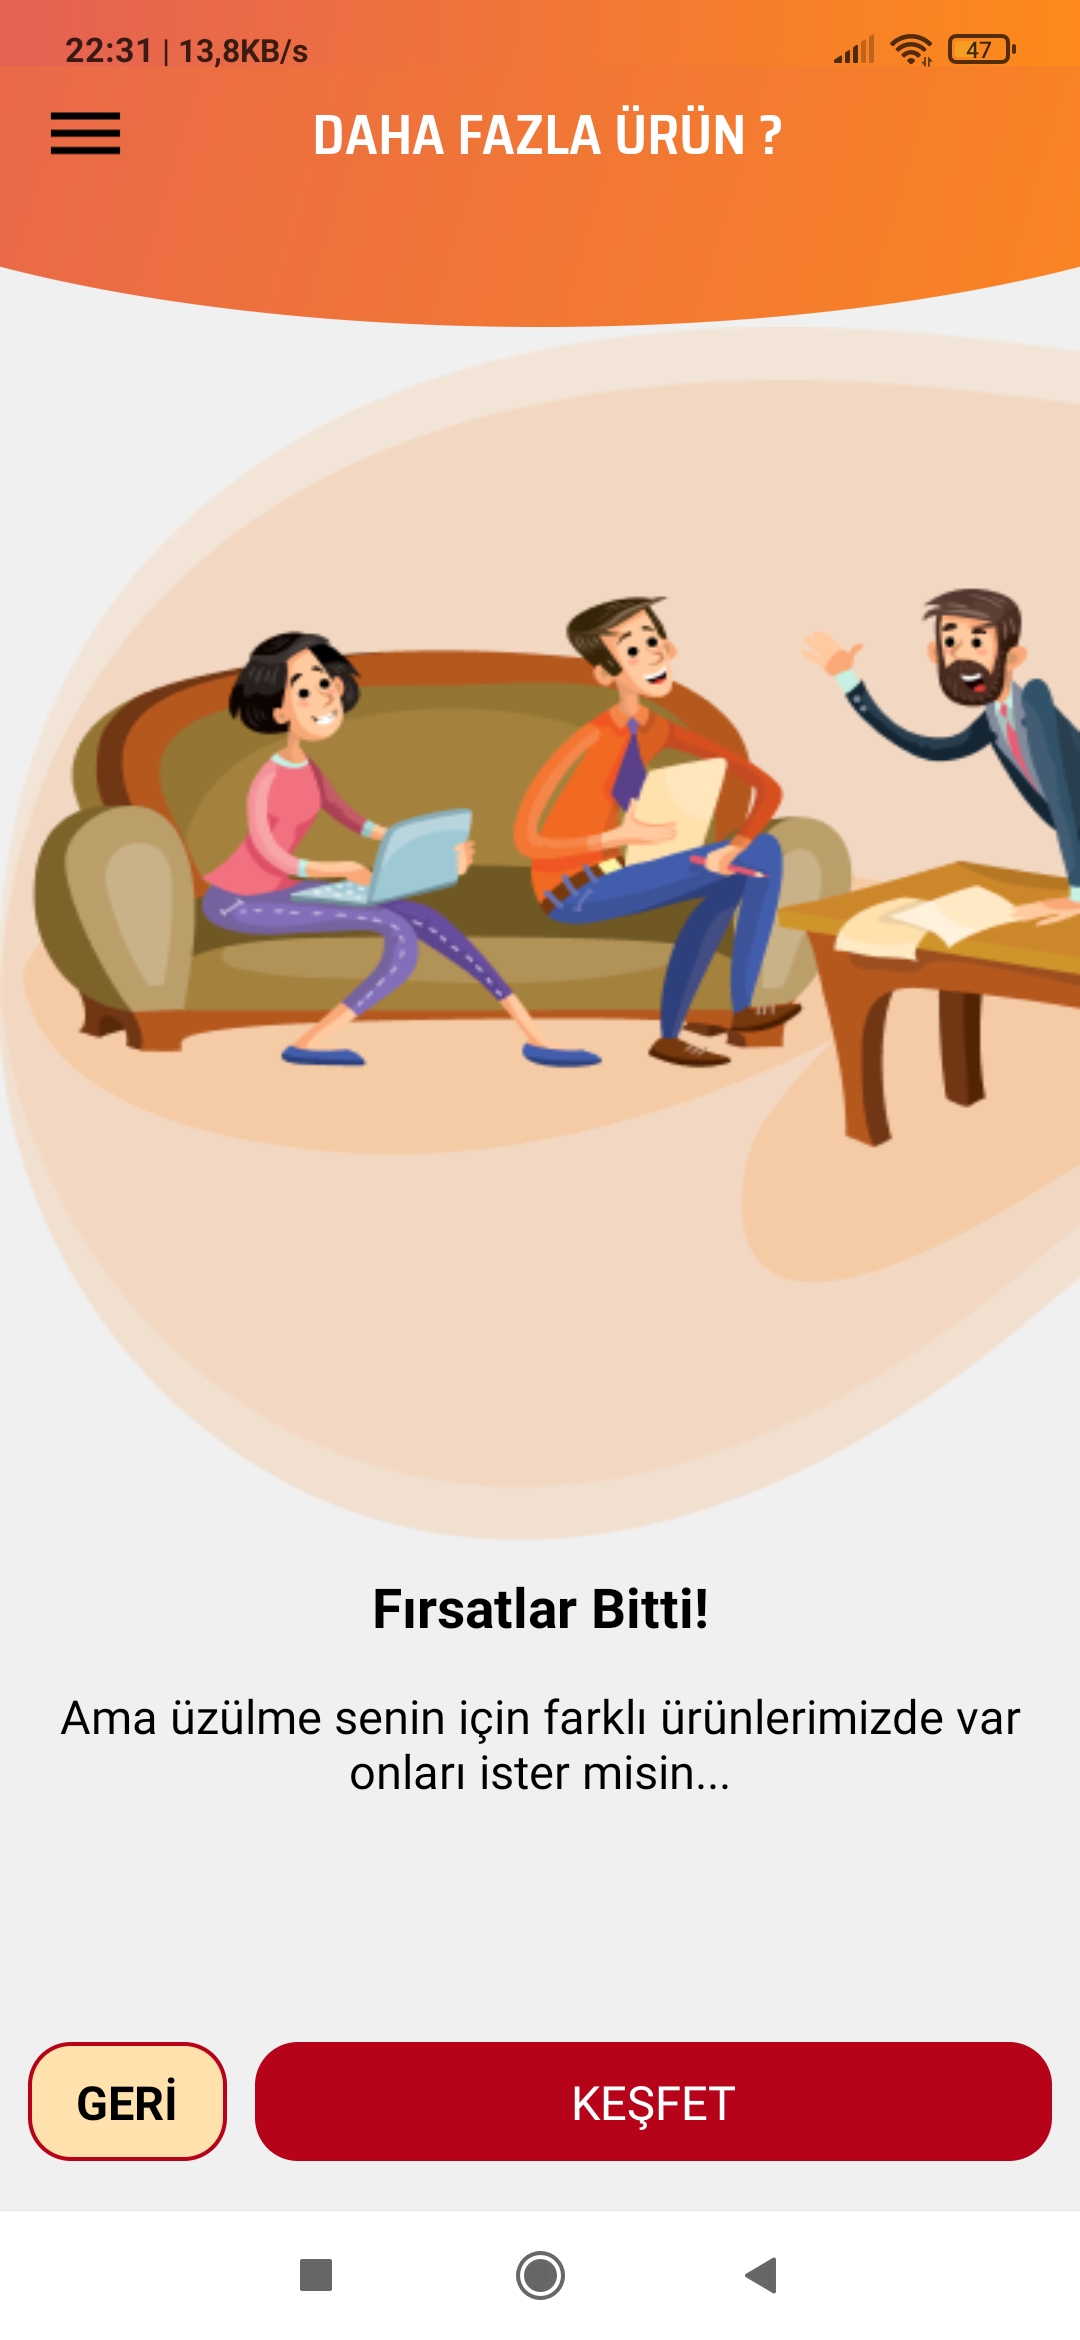 22:31 | 13,8KB/s
47
DAHA FAZLA ÜRÜN ?
Fırsatlar Bitti!
Ama üzülme senin için farklı ürünlerimizde var
onları ister misin...
GERİ
KEŞFET